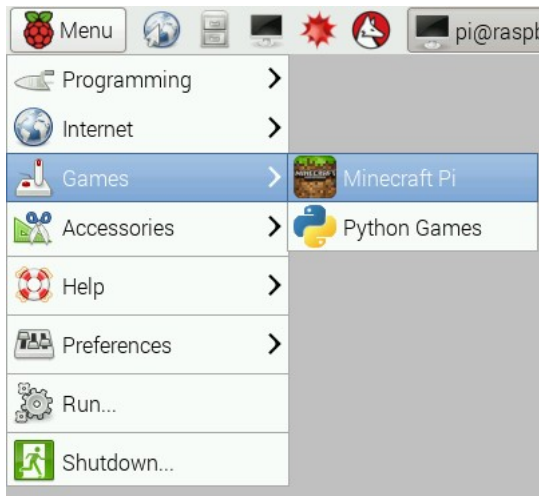 Menu
pi@raspb
Programming
Internet
Games
Minecraft Pi
Accessories
Python Games
Help
Preferences
Run...
Shutdown...